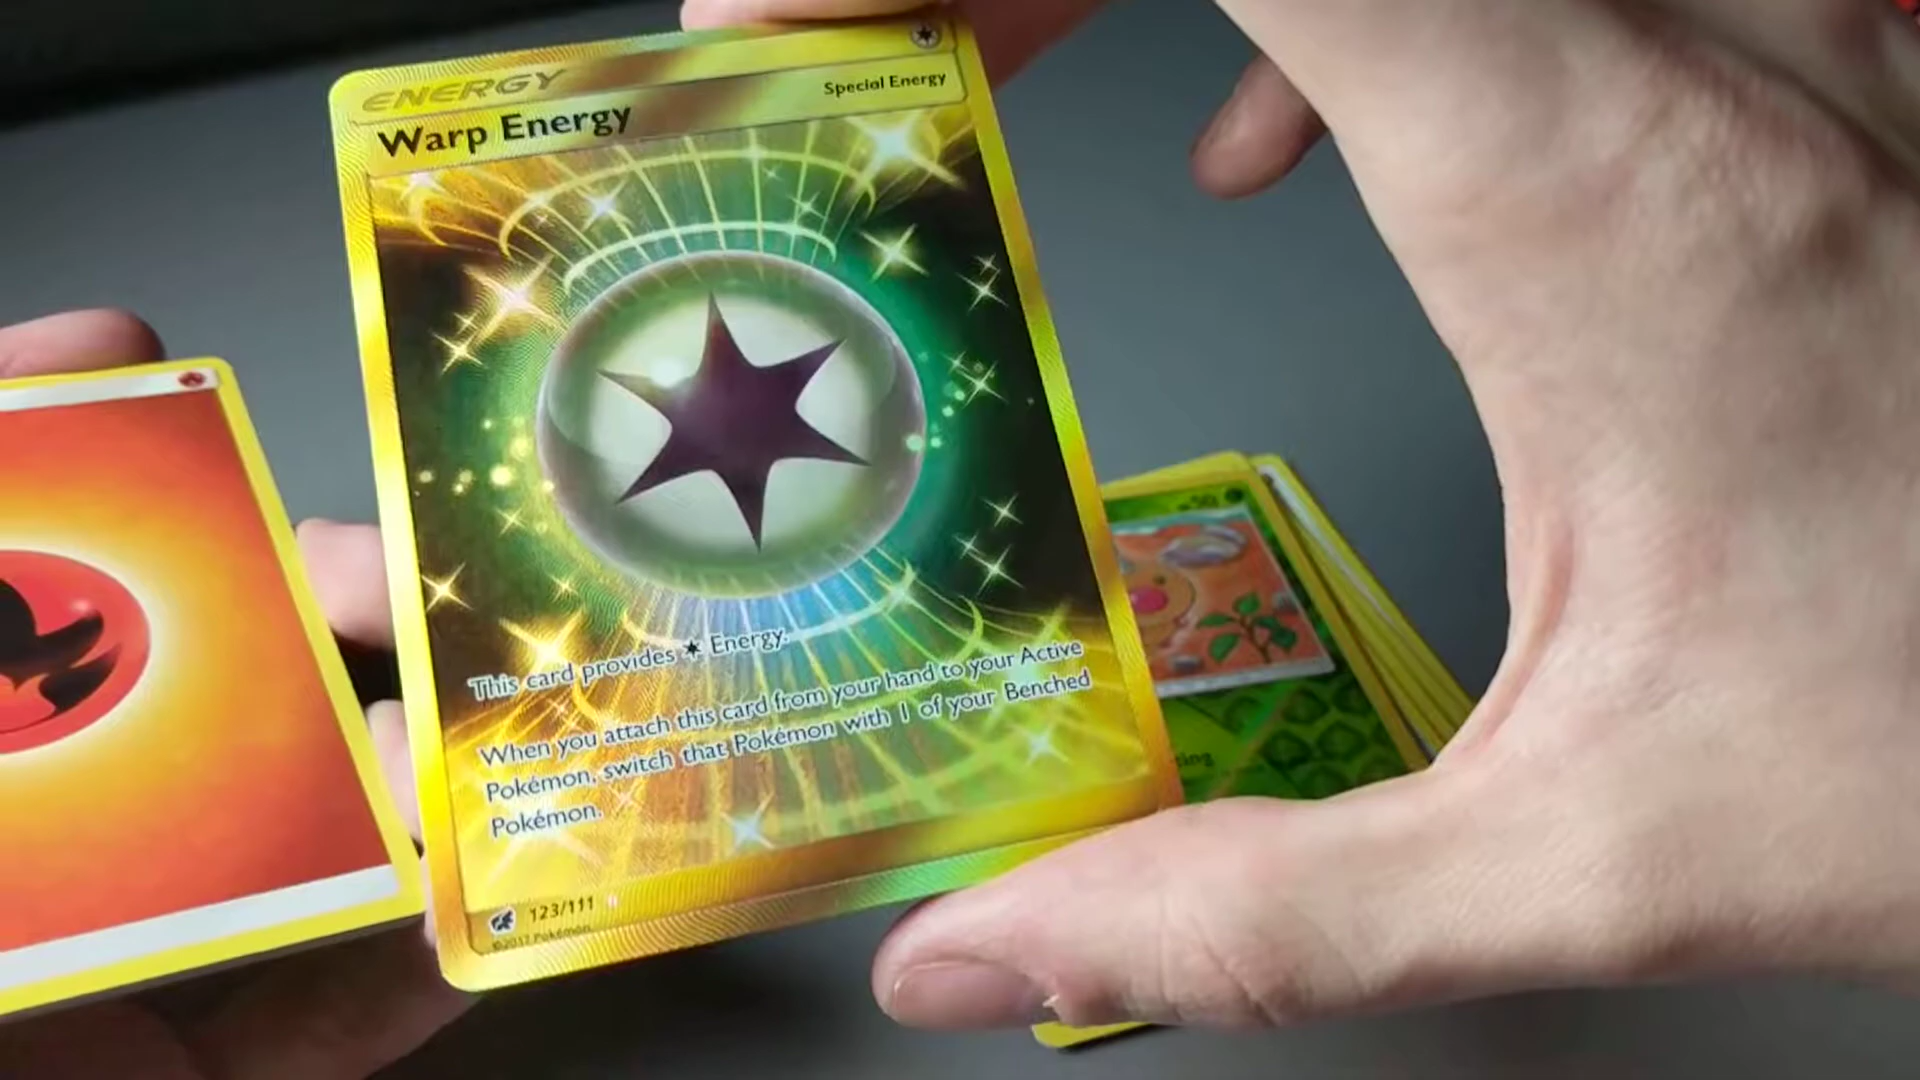 ENERGY
Special Energy
Warp Energy
This card provides Energy.
When you attach this card from your hand to your Active
Pokémon, switch that Pokémon with 1 of your Benched
Pokémon.
123/111
©2017 Pokémon